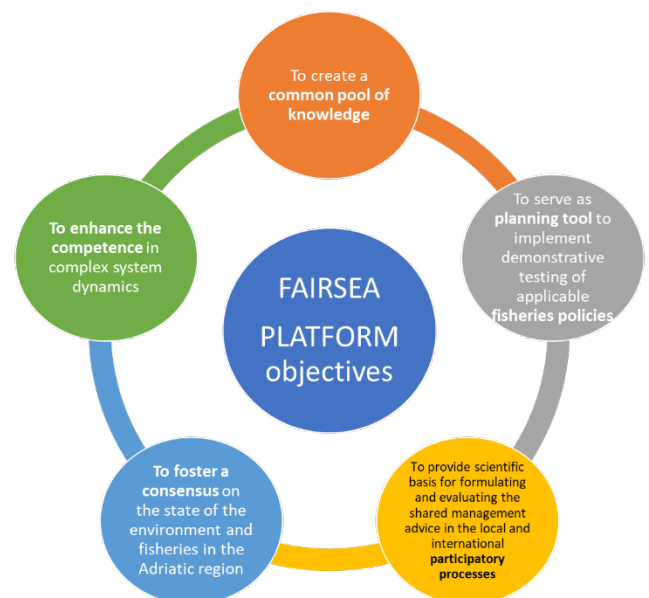 To create a
common pool of
knowledge
To serve as
planning tool to
implement
demonstrative
testing of
applicable
fisheries policies
To provide scientific
basis for formulating
and evaluating the
shared management
advice in the local and
international
participatory
processes
To foster a
consensus on
the state of the
environment and
fisheries in the
Adriatic region
To enhance the
competence in
complex system
dynamics
FAIRSEA
PLATFORM
objectives